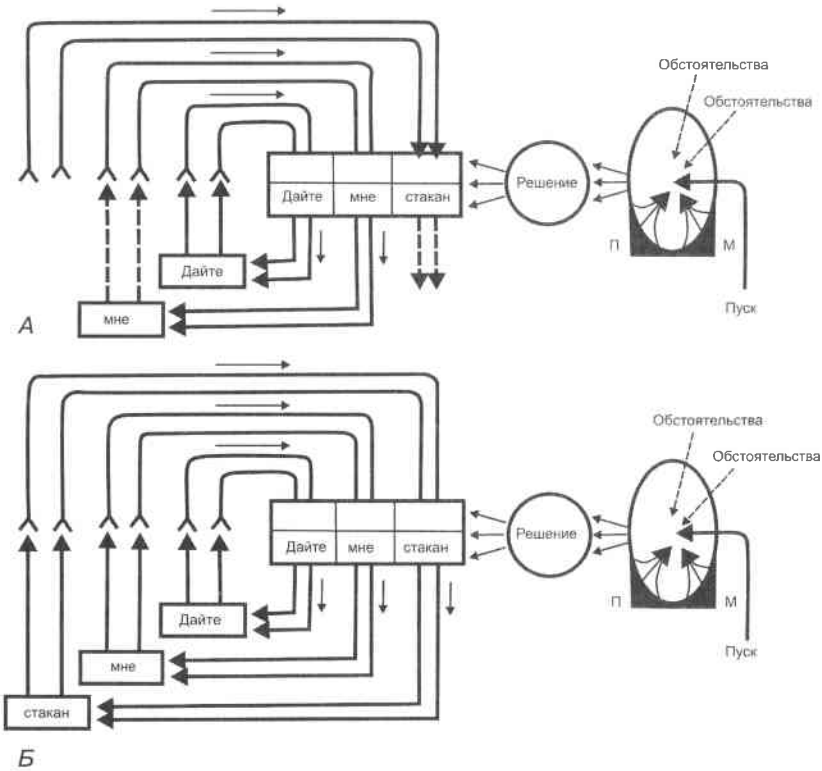 Обстоятельства
Обстоятельства
Решение
Дайте мне стакан
П М
Дайте
Пуск
мне
А
Обстоятельства
Обстоятельства
Решение
Дайте мне стакан
П М
Дайте
Пуск
мне
стакан
Б